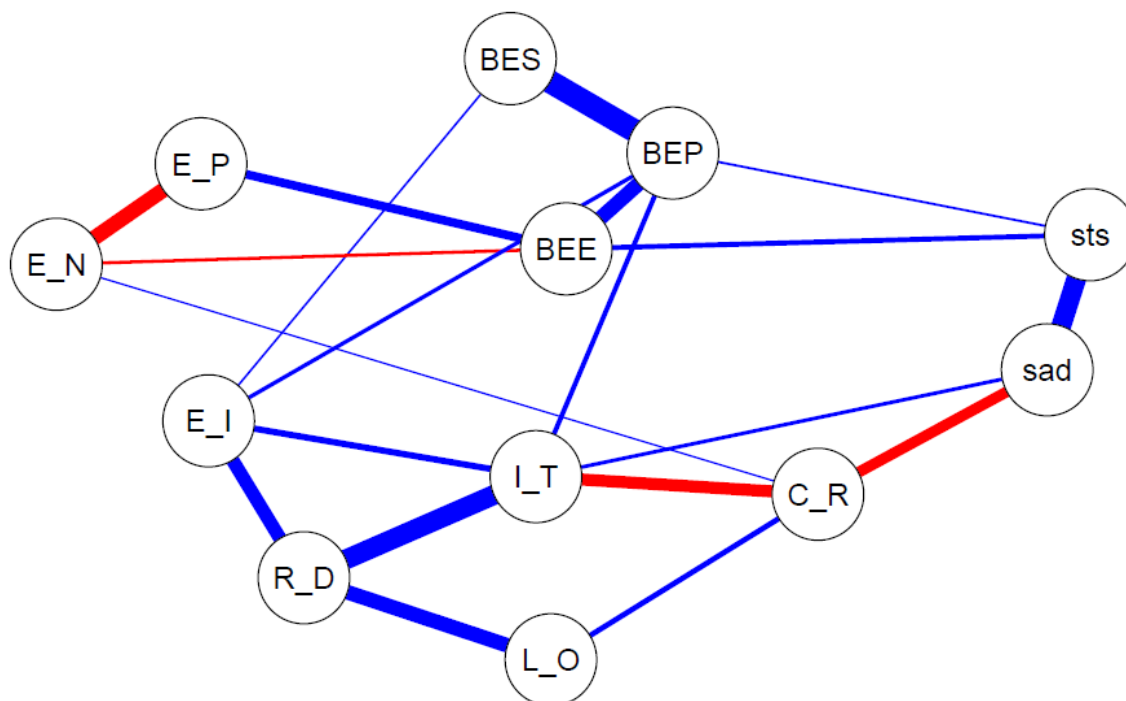 BES
BEP
E_P
BEE
sts
E_N
sad
E_I
I_T
C_R
R_D
L_O